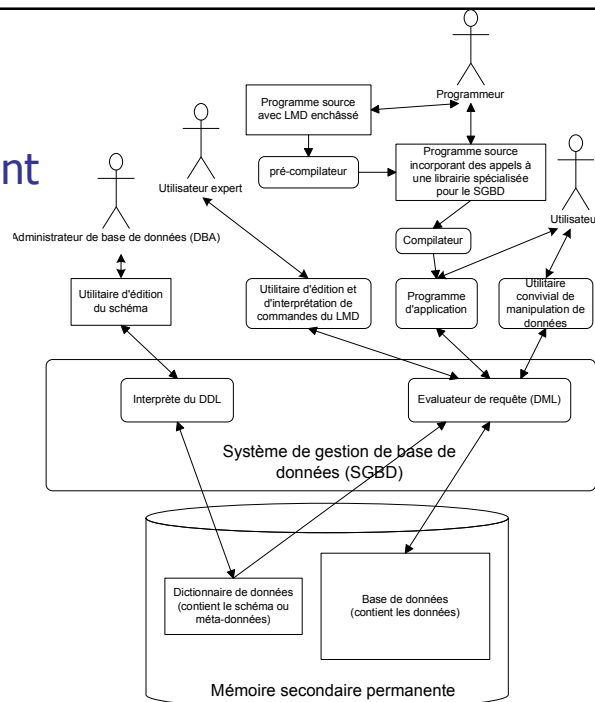 nt
Programmeur
Programme source
avec LMD enchâssé
Programme source
incorporant des appels à
une librairie spécialisée
pour le SGBD
pré-compilateur
Utilisateur expert
Utilisateu
Administrateur de base de données (DBA)
Compilateur
Utilitaire d'édition
du schéma
Utilitaire d'édition et
d'interprétation de
commandes du LMD
Programme
d'application
Utilitaire
convivial de
manipulation de
données
Interprète du DDL
Evaluateur de requête (DML)
Système de gestion de base de
données (SGBD)
Dictionnaire de données
(contient le schéma ou
méta-données)
Base de données
(contient les données)
Mémoire secondaire permanente